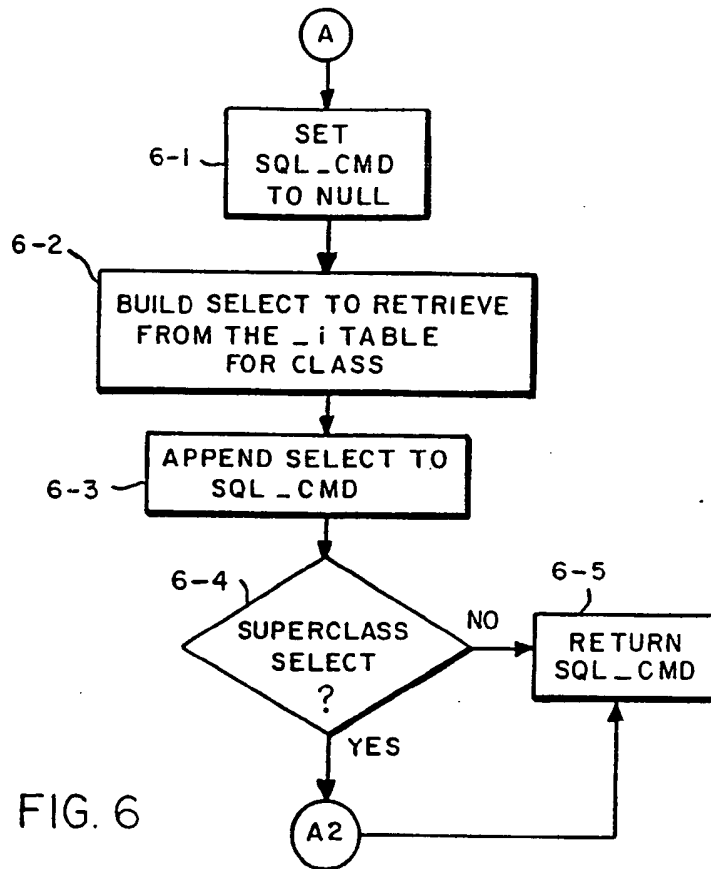 A
6-1
SET
SQL_CMD
TO NULL
6-2
BUILD SELECT TO RETRIEVE
FROM THE _i TABLE
FOR CLASS
6-3
APPEND SELECT TO
SQL_CMD
6-4
SUPERCLASS
SELECT
?
NO
6-5
RETURN
SQL_CMD
YES
A2
FIG. 6